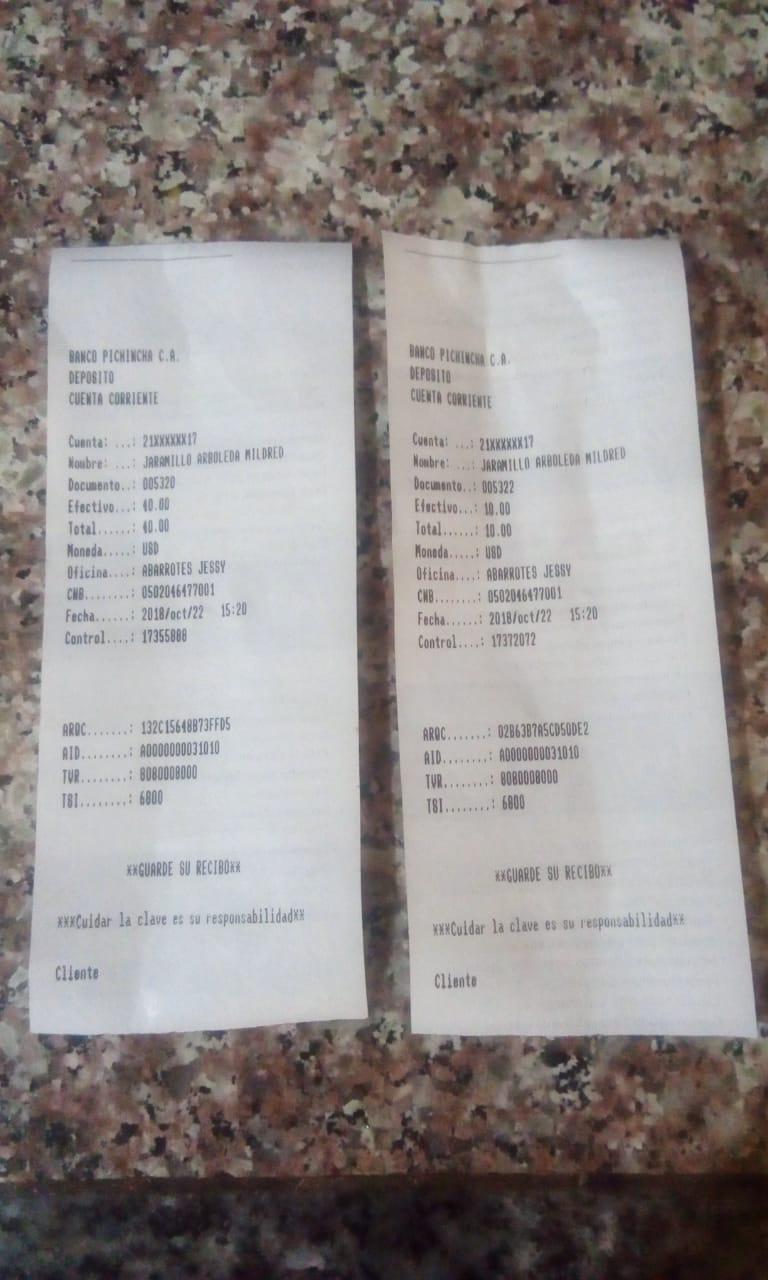 BANCO PICHINCHA C.A.
DEPOSITO
CUENTA CORRIENTE
Cuenta: ...: 21XXXXXX17
Nombre: ...: JARAMILLO ARBOLEDA MILDRED
Documento..: 005320
Efectivo...: 40.00
Total......: 40.00
Moneda.....: USD
Oficina....: ABARROTES JESSY
CNB........: 0502046477001
Fecha......: 2018/oct/22 15:20
Control....: 17355808
ARQC.......: 132C15648B73FFD5
AID........: A0000000031010
TVR........: 8080008000
TSI........: 6800
**GUARDE SU RECIBO**
***Cuidar la clave es su responsabilidad**
Cliente
BANCO PICHINCHA C.A.
DEPOSITO
CUENTA CORRIENTE
Cuenta: ...: 21XXXXXX17
Nombre: ...: JARAMILLO ARBOLEDA MILDRED
Documento..: 005322
Efectivo...: 10.00
Total......: 10.00
Moneda.....: USD
Oficina....: ABARROTES JESSY
CNB........: 0502046477001
Fecha......: 2018/oct/22 15:20
Control....: 17372072
ARQC.......: 02B63B7A5CD50DE2
AID........: A0000000031010
TVR........: 8080008000
TSI........: 6800
**GUARDE SU RECIBO**
***Cuidar la clave es su responsabilidad**
Cliente